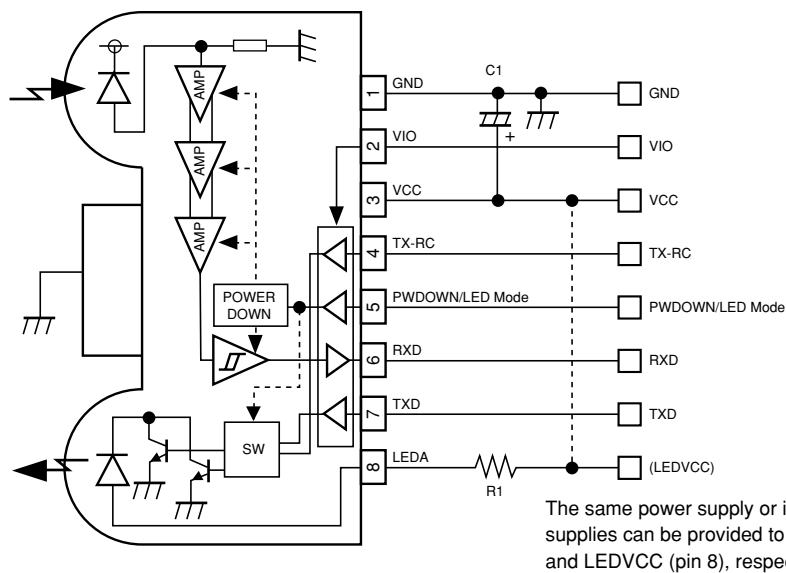 C1
AMP
1
GND
GND
+
AMP
2
VIO
VIO
3
VCC
VCC
AMP
4
TX-RC
TX-RC
POWER
DOWN
5
PWDOWN/LED Mode
PWDOWN/LED Mode
6
RXD
RXD
7
TXD
TXD
SW
8
LEDA
R1
(LEDVCC)
The same power supply or
supplies can be provided to
and LEDVCC (pin 8),